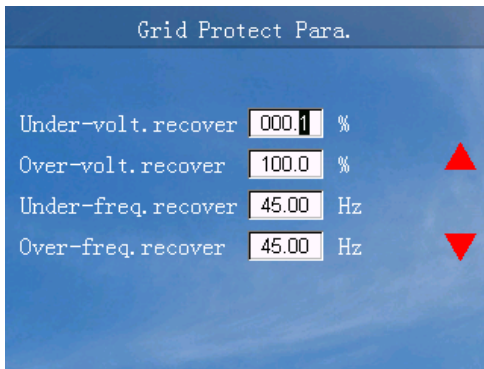 Grid Protect Para.
Under-volt.recover 000.1 %
Over-volt.recover 100.0 %
Under-freq.recover 45.00 Hz
Over-freq.recover 45.00 Hz